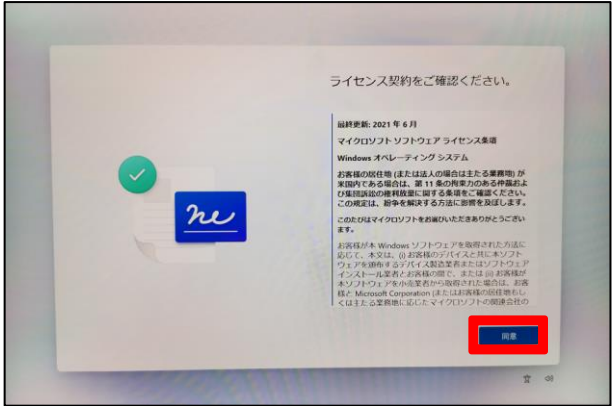 ライセンス契約をご確認ください。
最終更新: 2021 年 6 月
マイクロソフト ソフトウェア ライセンス条項
Windows オペレーティング システム
お客様の居住地 (または法人の場合は主たる業務地) が
米国内である場合は、第 11 条の拘束力のある仲裁およ
び集団訴訟の権利放棄に関する条項をご確認ください。
この規定は、紛争を解決する方法に影響を及ぼします。
このたびはマイクロソフトをお選びいただきありがとうござい
ます。
お客様が本 Windows ソフトウェアを取得された方法に
応じて、本文は、(i) お客様のデバイスと共に本ソフト
ウェアを頒布するデバイス製造業者またはソフトウェア
インストール業者とお客様の間で、または (ii) お客様が
本ソフトウェアを小売業者から取得された場合は、お客
様と Microsoft Corporation (またはお客様の居住地もし
くは主たる業務地に応じたマイクロソフトの関連会社の
同意